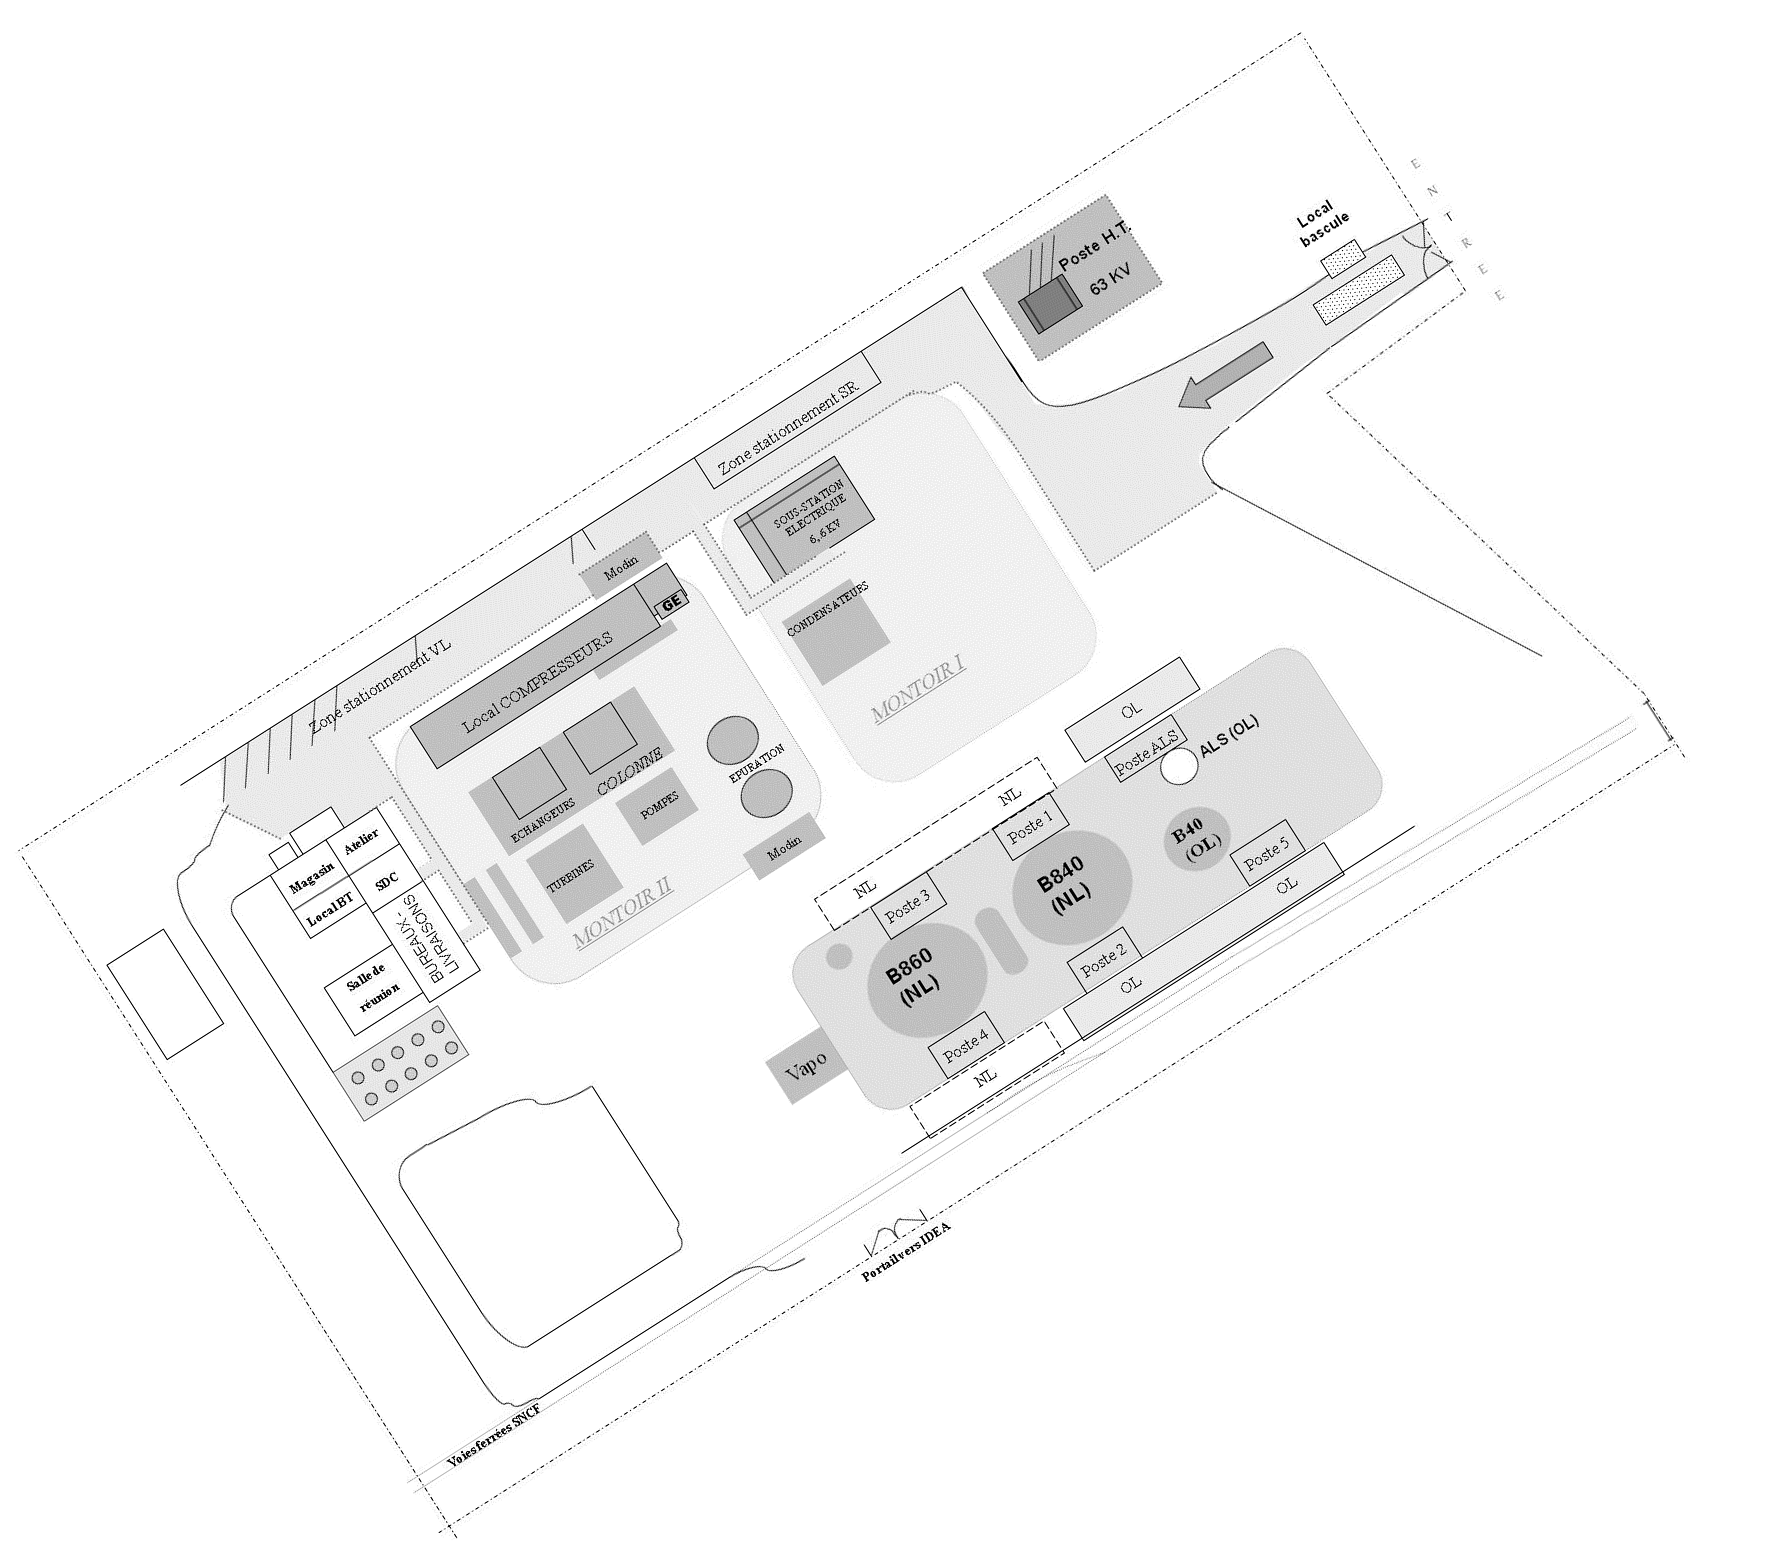 E
N
T
R
E
E
Local
bascule
Poste H.T.
63 KV
Zone stationnement SR
SOUS-STATION
ELECTRIQUE
6,6KV
Modin
GE
CONDENSATEURS
Local COMPRESSEURS
Zone stationnement VL
MONTOIR I
OL
Poste ALS
ALS (OL)
EPURATION
COLONNE
ECHANGEURS
POMPES
TURBINES
Modin
MONTOIR II
NL
Poste 1
B40
(OL)
Poste 5
OL
B840
(NL)
NL
Poste 3
Atelier
Magasin
SDC
Local BT
BUREAUX-
LIVRAISONS
Salle de
réunion
B860
(NL)
Poste 2
OL
Poste 4
NL
Vapo
Portail vers IDEA
Voies ferrées SNCF